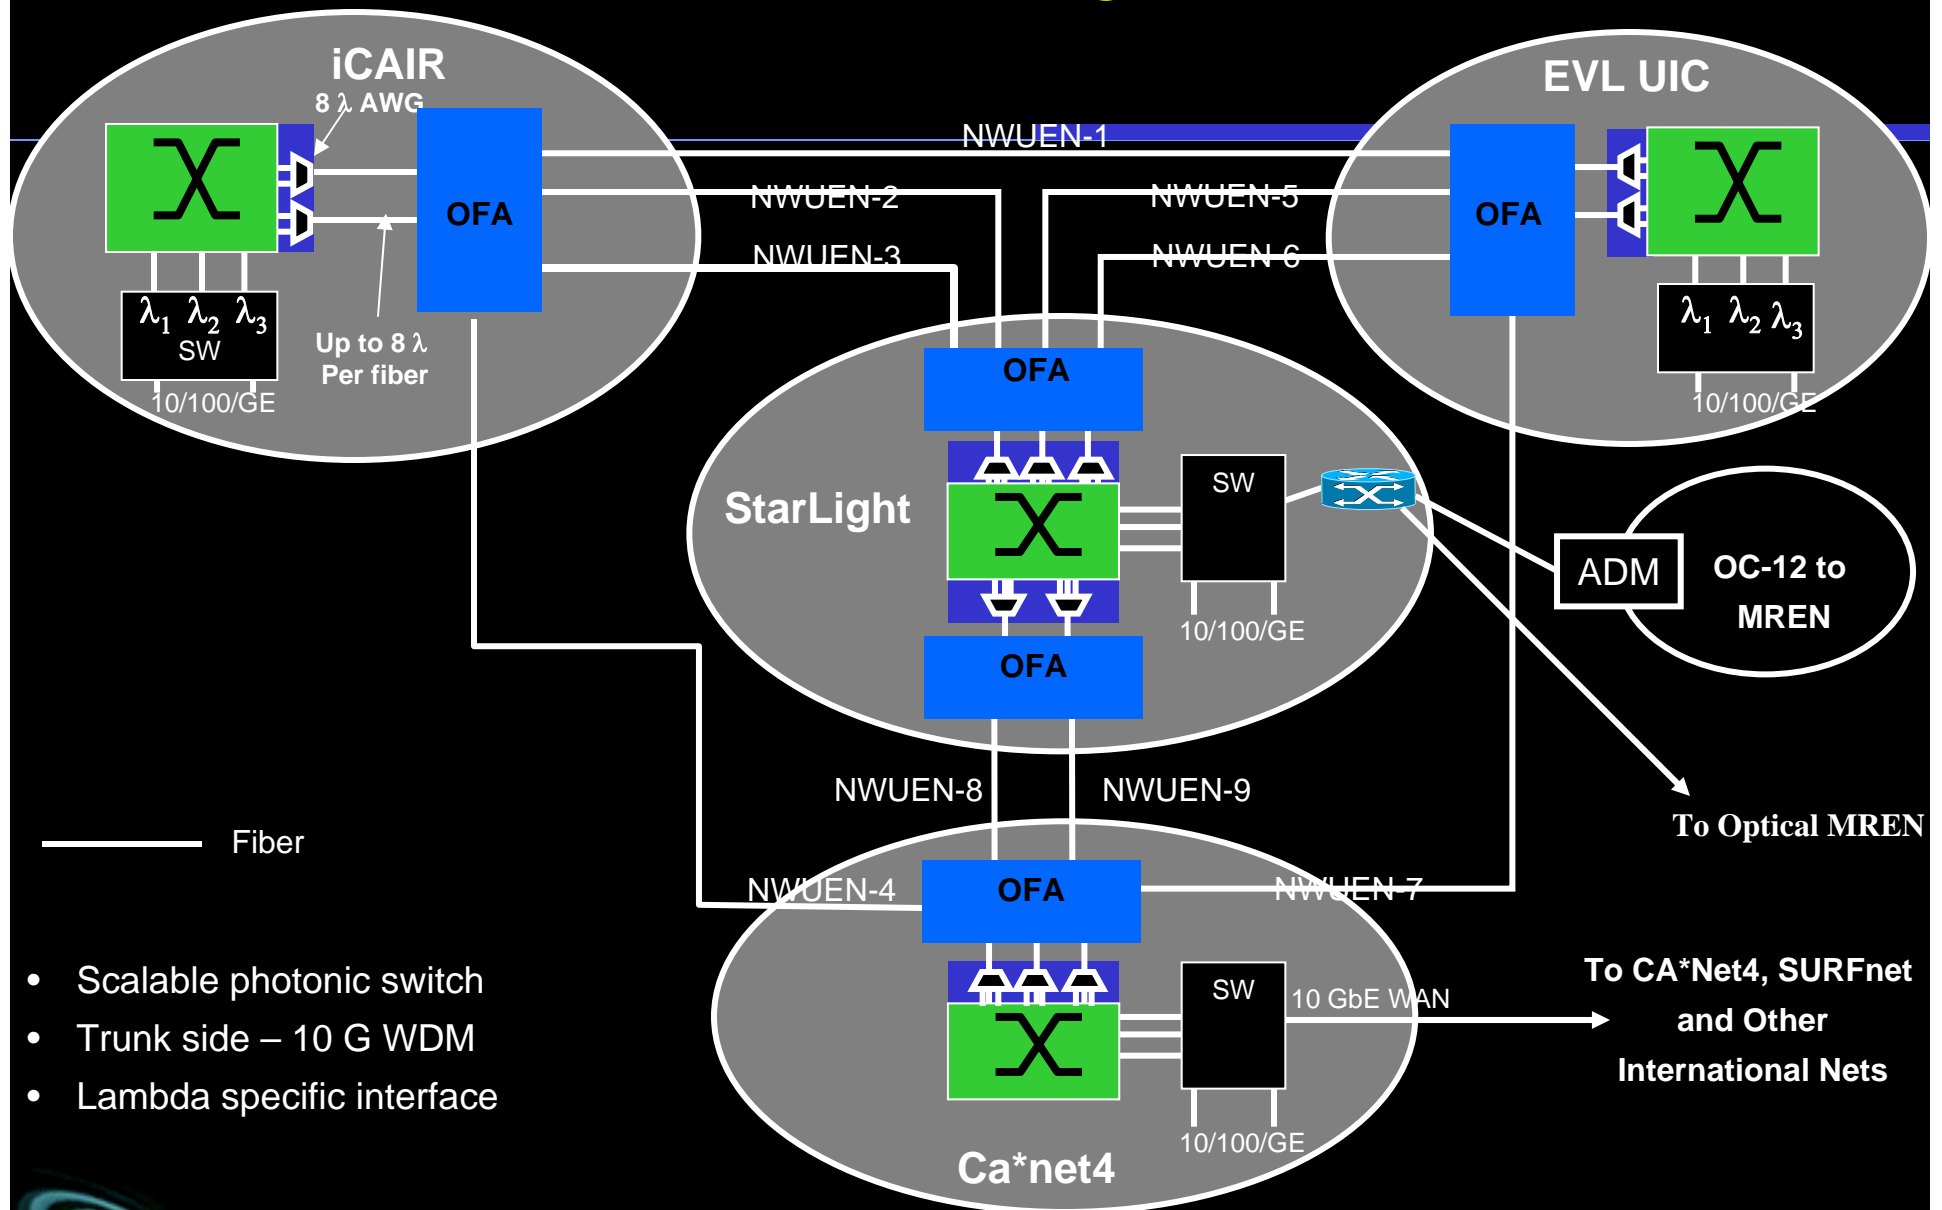 iCAIR
8 λ AWG
EVL UIC
NWUEN-1
NWUEN-2
NWUEN-5
OFA
OFA
NWUEN-3
NWUEN-6
λ1 λ2 λ3
SW
10/100/GE
Up to 8 λ
Per fiber
λ1 λ2 λ3
10/100/GE
OFA
StarLight
SW
10/100/GE
OFA
ADM
OC-12 to
MREN
NWUEN-8
NWUEN-9
To Optical MREN
Fiber
NWUEN-4
OFA
NWUEN-7
• Scalable photonic switch
• Trunk side – 10 G WDM
• Lambda specific interface
SW
10 GbE WAN
10/100/GE
To CA*Net4, SURFnet
and Other
International Nets
Ca*net4